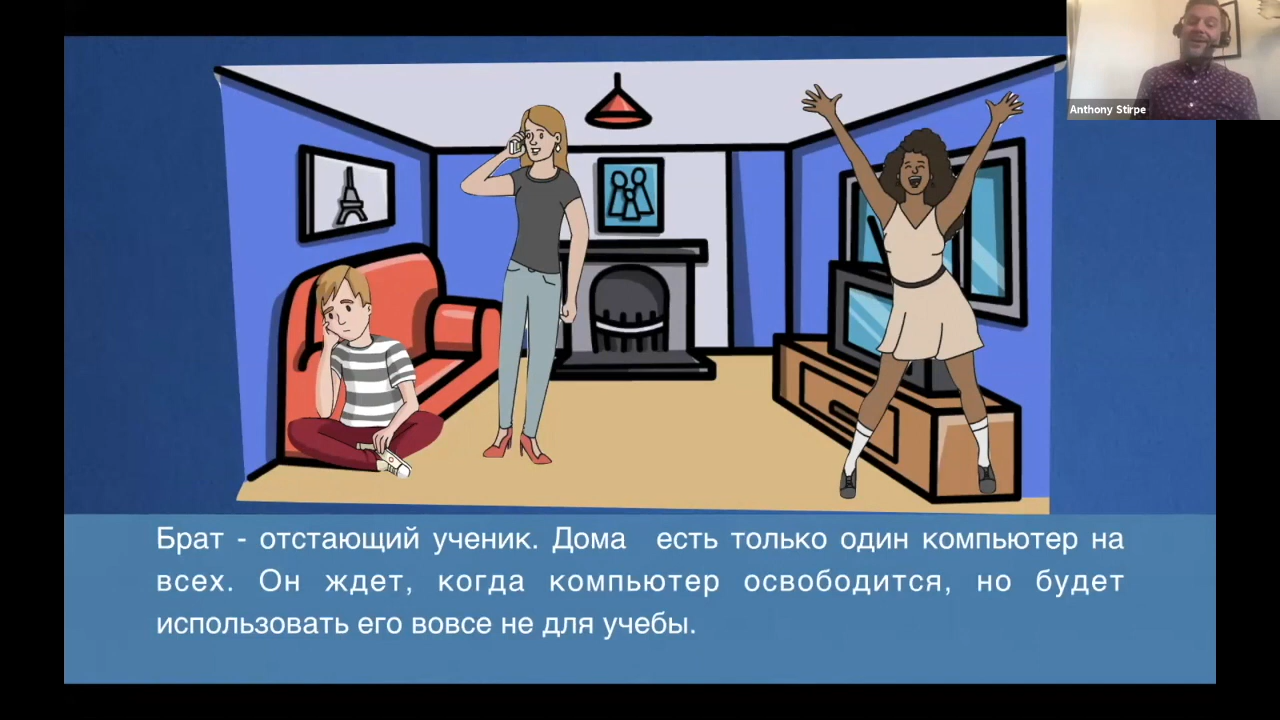 Anthony Stirpe
Брат - отстающий ученик. Дома есть только один компьютер на
всех. Он ждет, когда компьютер освободится, но будет
использовать его вовсе не для учебы.